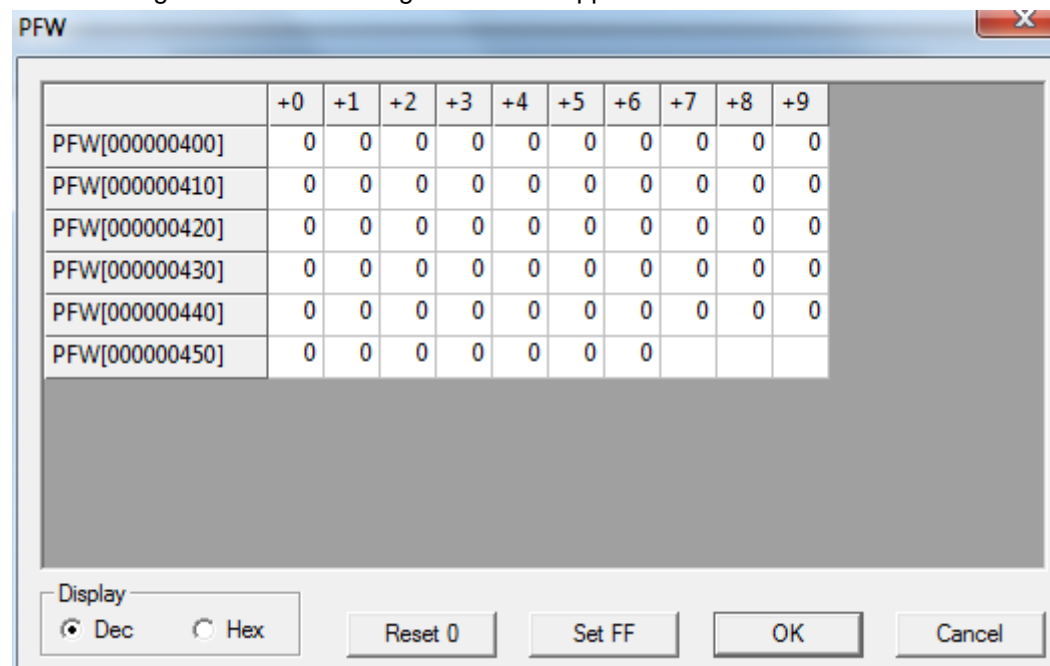 PFW
+0 +1 +2 +3 +4 +5 +6 +7 +8 +9
PFW[000000400] 0 0 0 0 0 0 0 0 0 0
PFW[000000410] 0 0 0 0 0 0 0 0 0 0
PFW[000000420] 0 0 0 0 0 0 0 0 0 0
PFW[000000430] 0 0 0 0 0 0 0 0 0 0
PFW[000000440] 0 0 0 0 0 0 0 0 0 0
PFW[000000450] 0 0 0 0 0 0 0
Display
Dec Hex Reset 0 Set FF OK Cancel